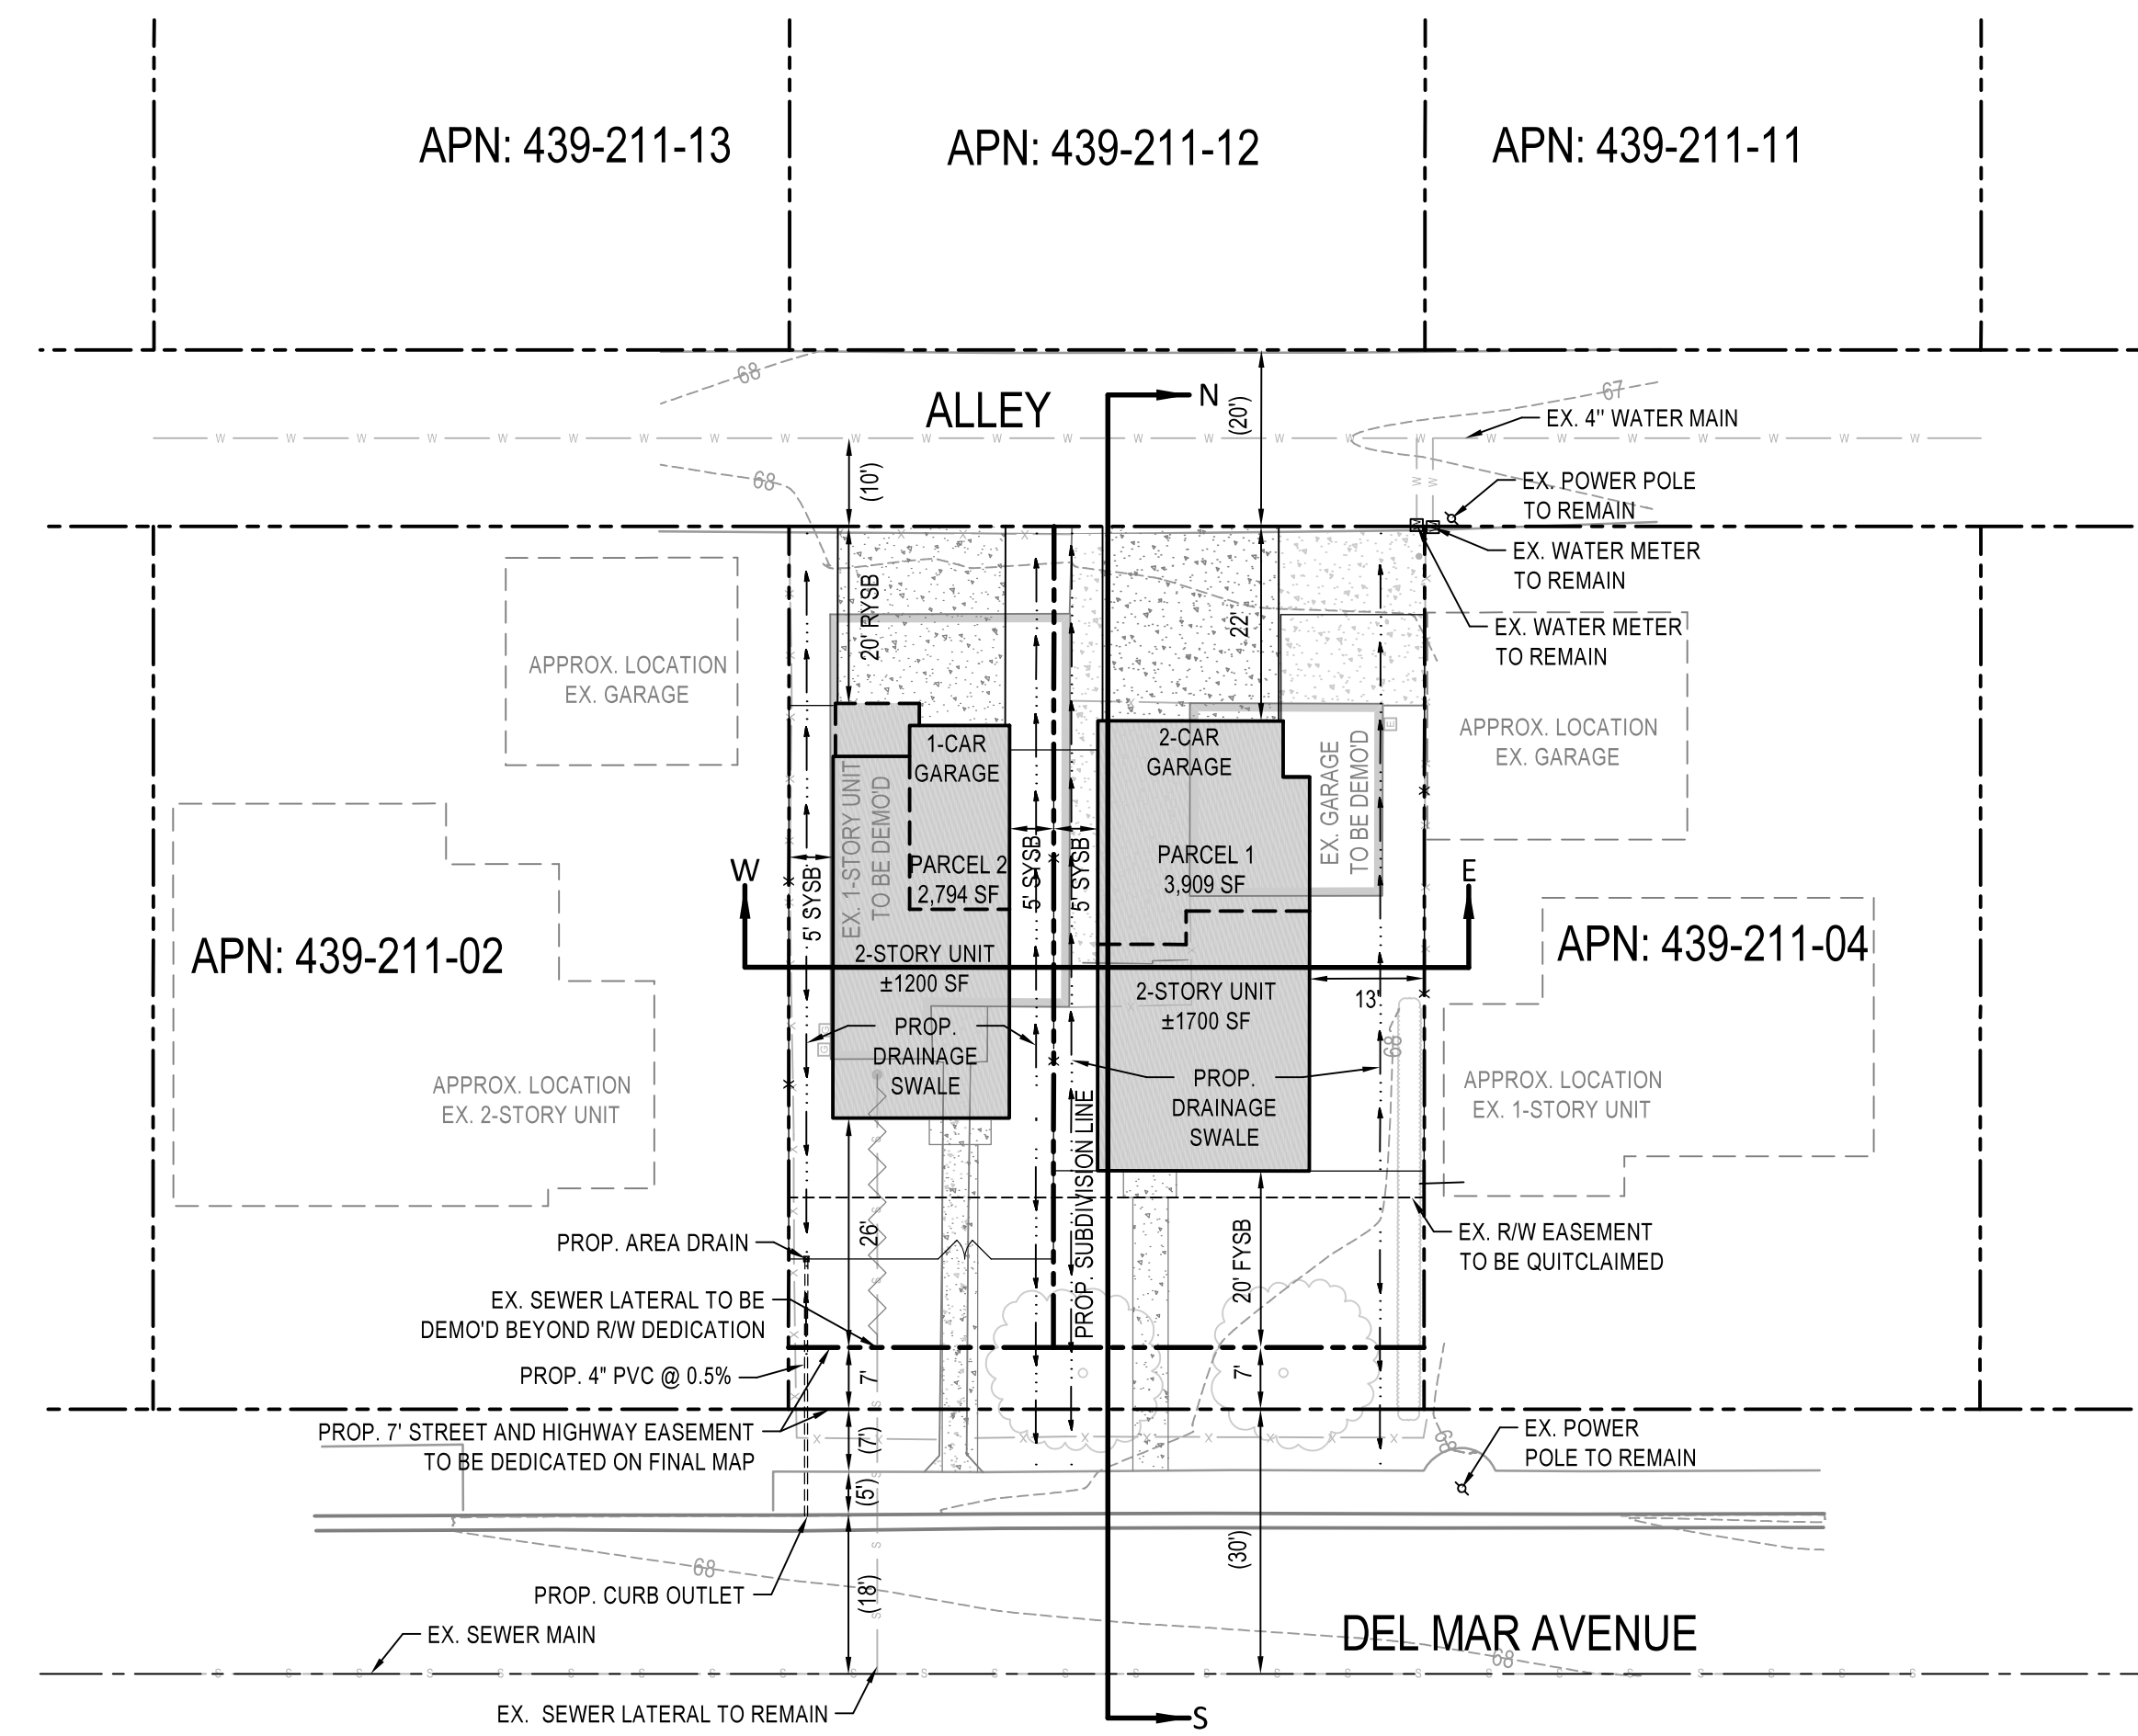 APN: 439-211-13
APN: 439-211-12
APN: 439-211-11
68
ALLEY
N
(20')
67
EX. 4" WATER MAIN
W W W W W W W W W W W W W W W W W W W W W W W W W
68
(10')
EX. POWER POLE
TO REMAIN
W W
EX. WATER METER
TO REMAIN
EX. WATER METER
TO REMAIN
20' RYSB
22'
APPROX. LOCATION
EX. GARAGE
APPROX. LOCATION
EX. GARAGE
1-CAR
GARAGE
2-CAR
GARAGE
E
EX. 1-STORY UNIT
TO BE DEMO'D
EX. GARAGE
TO BE DEMO'D
PARCEL 2
2,794 SF
PARCEL 1
3,909 SF
5' SYSB
5' SYSB
5' SYSB
W
E
APN: 439-211-02
APN: 439-211-04
2-STORY UNIT
±1200 SF
2-STORY UNIT
±1700 SF
13'
G
G
68
PROP.
DRAINAGE
SWALE
PROP.
DRAINAGE
SWALE
APPROX. LOCATION
EX. 2-STORY UNIT
APPROX. LOCATION
EX. 1-STORY UNIT
PROP. SUBDIVISION LINE
26'
20' FYSB
PROP. AREA DRAIN
EX. R/W EASEMENT
TO BE QUITCLAIMED
EX. SEWER LATERAL TO BE
DEMO'D BEYOND R/W DEDICATION
PROP. 4" PVC @ 0.5%
7'
7'
PROP. 7' STREET AND HIGHWAY EASEMENT
TO BE DEDICATED ON FINAL MAP
(7')
68
EX. POWER
POLE TO REMAIN
(5')
(30')
68
(18')
PROP. CURB OUTLET
DEL MAR AVENUE
EX. SEWER MAIN
68
S S S S S S S S S S S S S S S S S S S S S S S S S
EX. SEWER LATERAL TO REMAIN
S